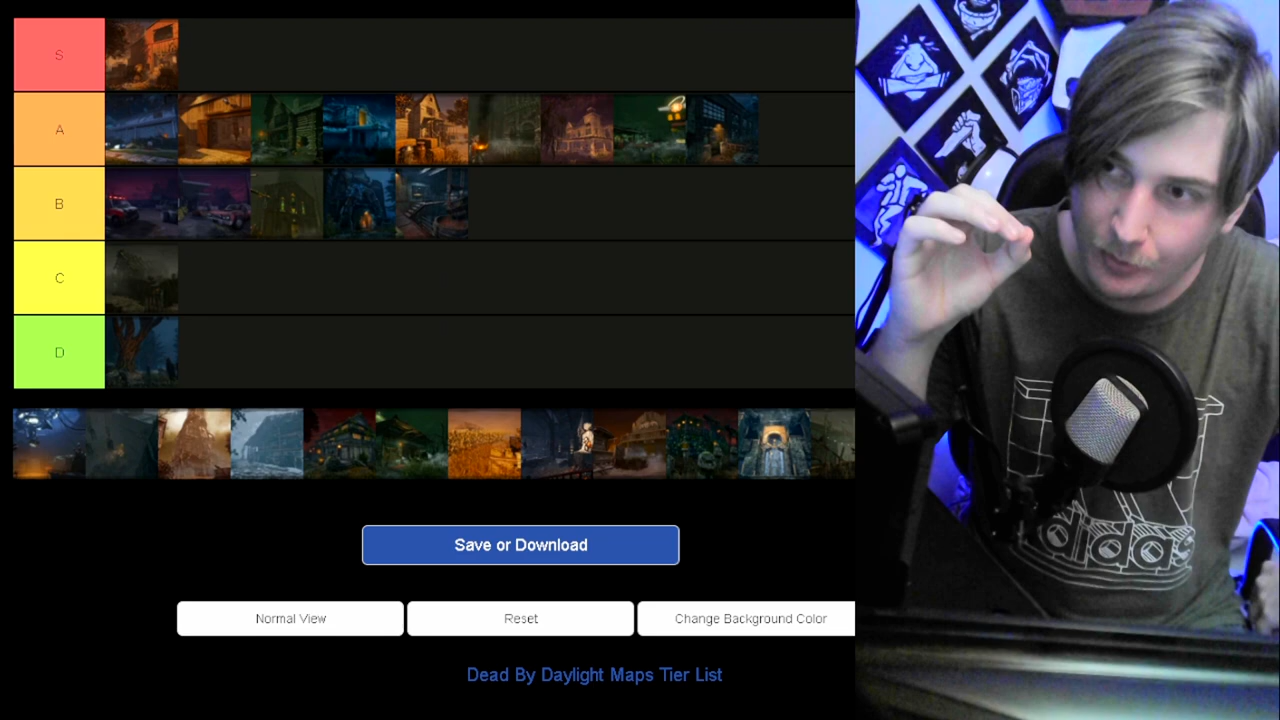 S
A
B
C
D
Save or Download
Normal View
Reset
Change Background Color
Dead By Daylight Maps Tier List
adidas